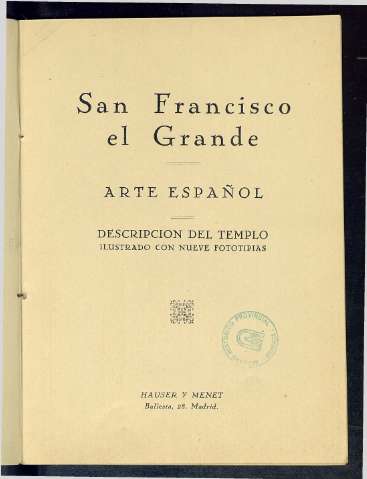 San Francisco
el Grande
ARTE ESPAÑOL
DESCRIPCION DEL TEMPLO
ILUSTRADO CON NUEVE FOTOTIPIAS
HAUSER Y MENET
Ballesta, 28. Madrid.